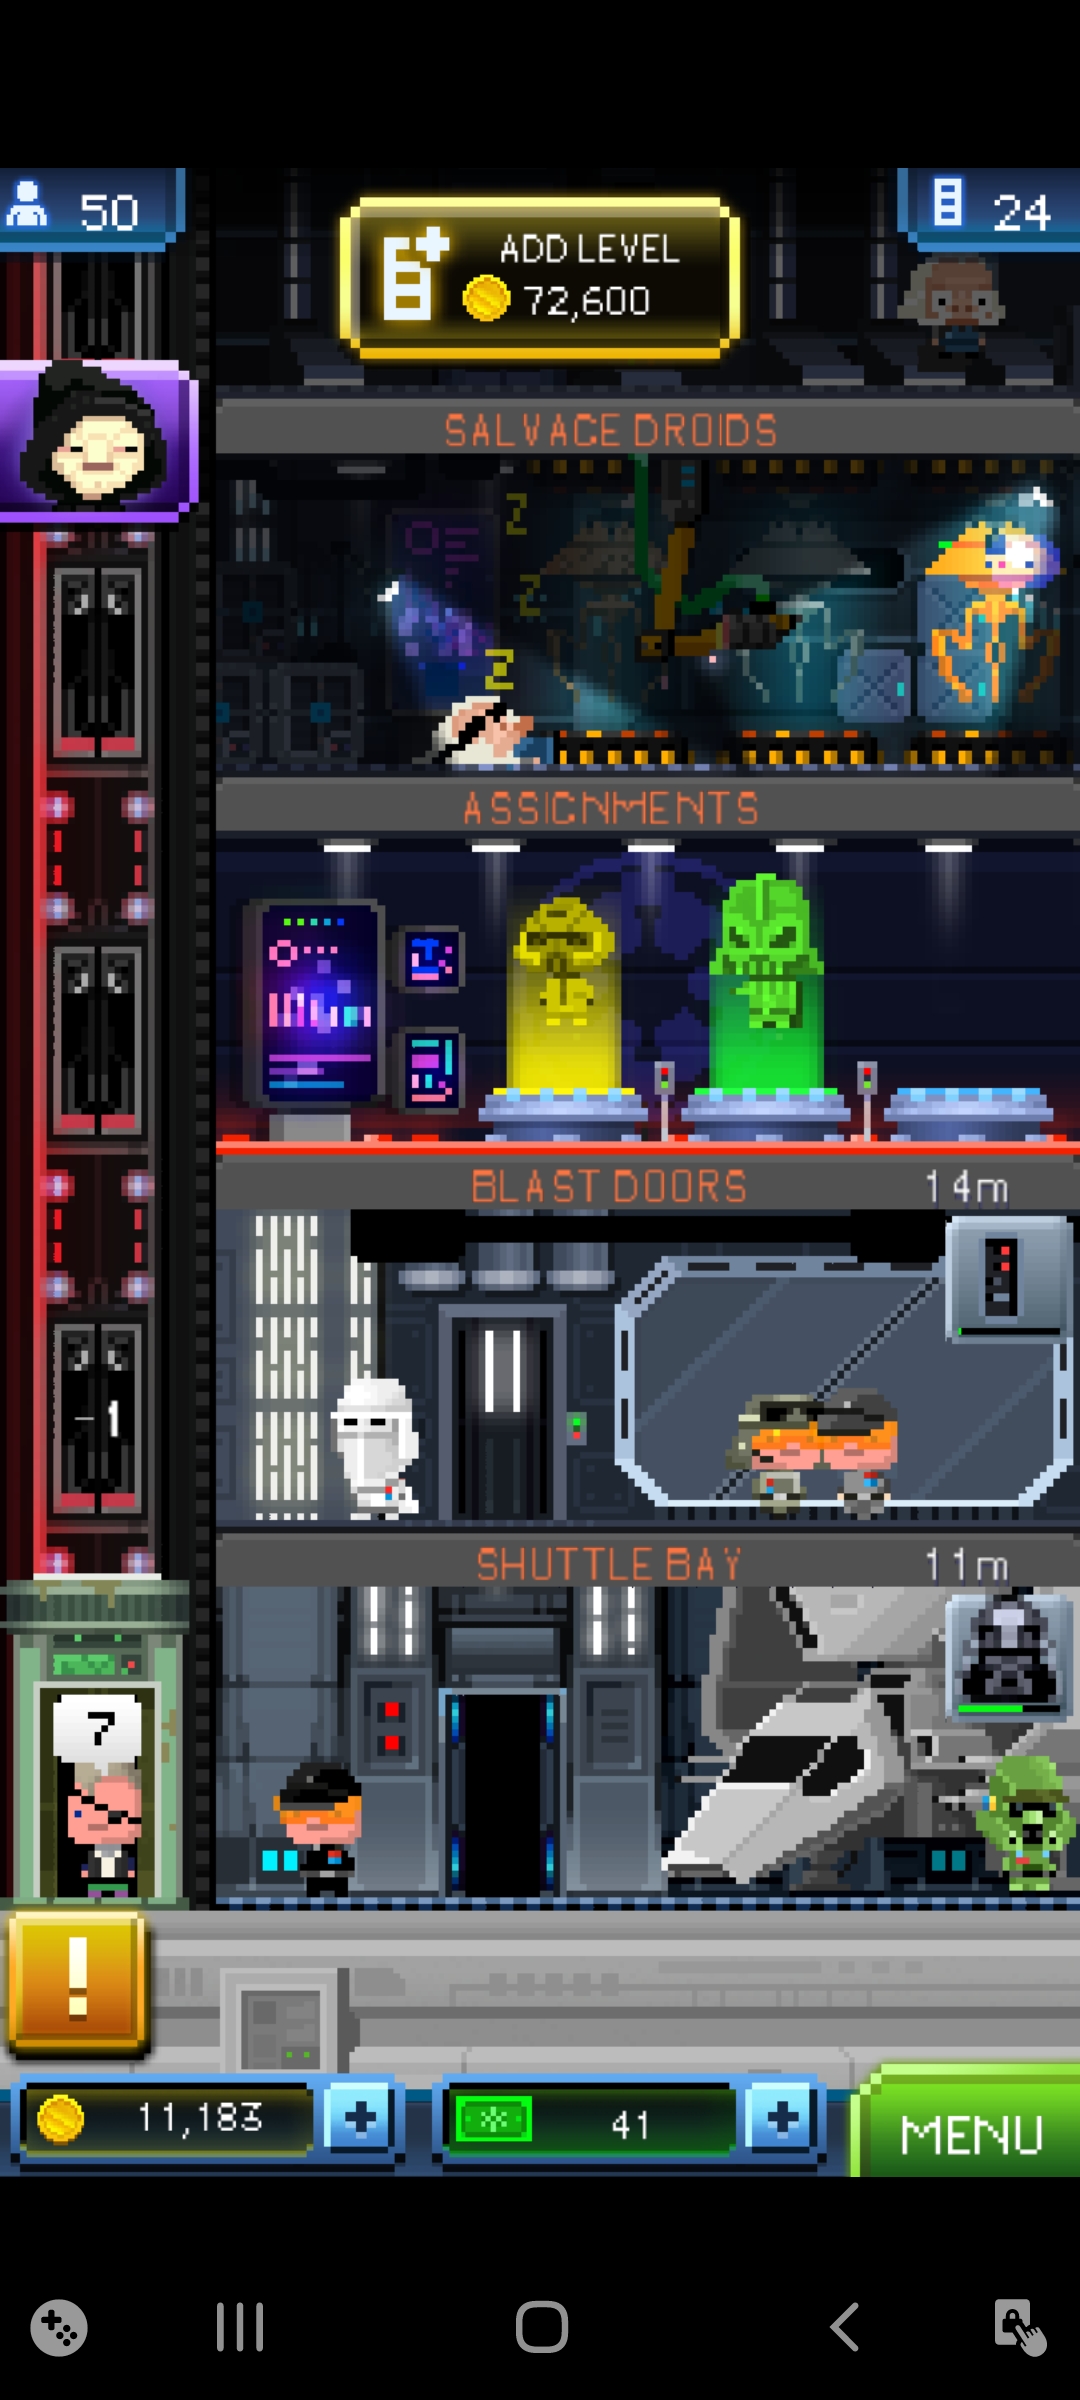 50
ADD LEVEL
72,600
24
SALVAGE DROIDS
Z
Z
Z
ASSIGNMENTS
BLAST DOORS 14m
-1
SHUTTLE BAY 11m
7
!
11,183 +
41 +
MENU